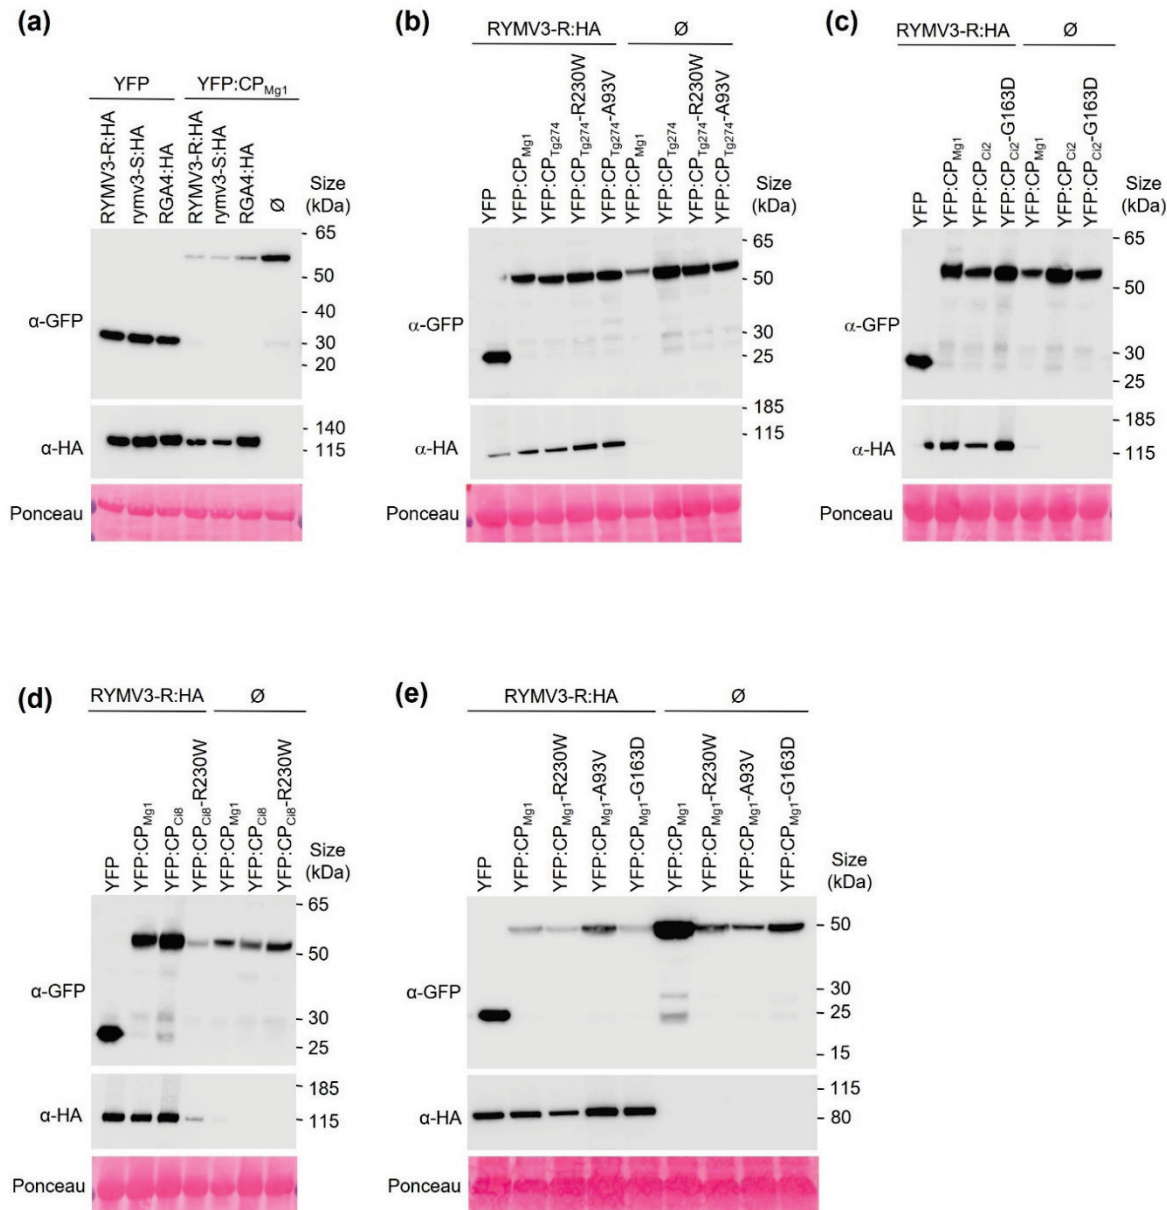 (a)
YFP
YFP:CPMg1
RYMV3-R:HA
rymv3-S:HA
RGA4:HA
RYMV3-R:HA
rymv3-S:HA
RGA4:HA
Ø
Size
(kDa)
65
50
40
30
20
α-GFP
140
115
α-HA
Ponceau
(b)
RYMV3-R:HA
Ø
YFP
YFP:CPMg1
YFP:CPTg274
YFP:CPTg274-R230W
YFP:CPTg274-A93V
YFP:CPMg1
YFP:CPTg274
YFP:CPTg274-R230W
YFP:CPTg274-A93V
Size
(kDa)
65
50
30
25
α-GFP
185
115
α-HA
Ponceau
(c)
RYMV3-R:HA
Ø
YFP
YFP:CPMg1
YFP:CPCi2
YFP:CPCi2-G163D
YFP:CPMg1
YFP:CPCi2
YFP:CPCi2-G163D
Size
(kDa)
65
50
30
25
α-GFP
185
115
α-HA
Ponceau
(d)
RYMV3-R:HA
Ø
YFP
YFP:CPMg1
YFP:CPCi8
YFP:CPCi8-R230W
YFP:CPMg1
YFP:CPCi8
YFP:CPCi8-R230W
Size
(kDa)
65
50
30
25
α-GFP
185
115
α-HA
Ponceau
(e)
RYMV3-R:HA
Ø
YFP
YFP:CPMg1
YFP:CPMg1-R230W
YFP:CPMg1-A93V
YFP:CPMg1-G163D
YFP:CPMg1
YFP:CPMg1-R230W
YFP:CPMg1-A93V
YFP:CPMg1-G163D
Size
(kDa)
50
30
25
15
α-GFP
115
80
α-HA
Ponceau